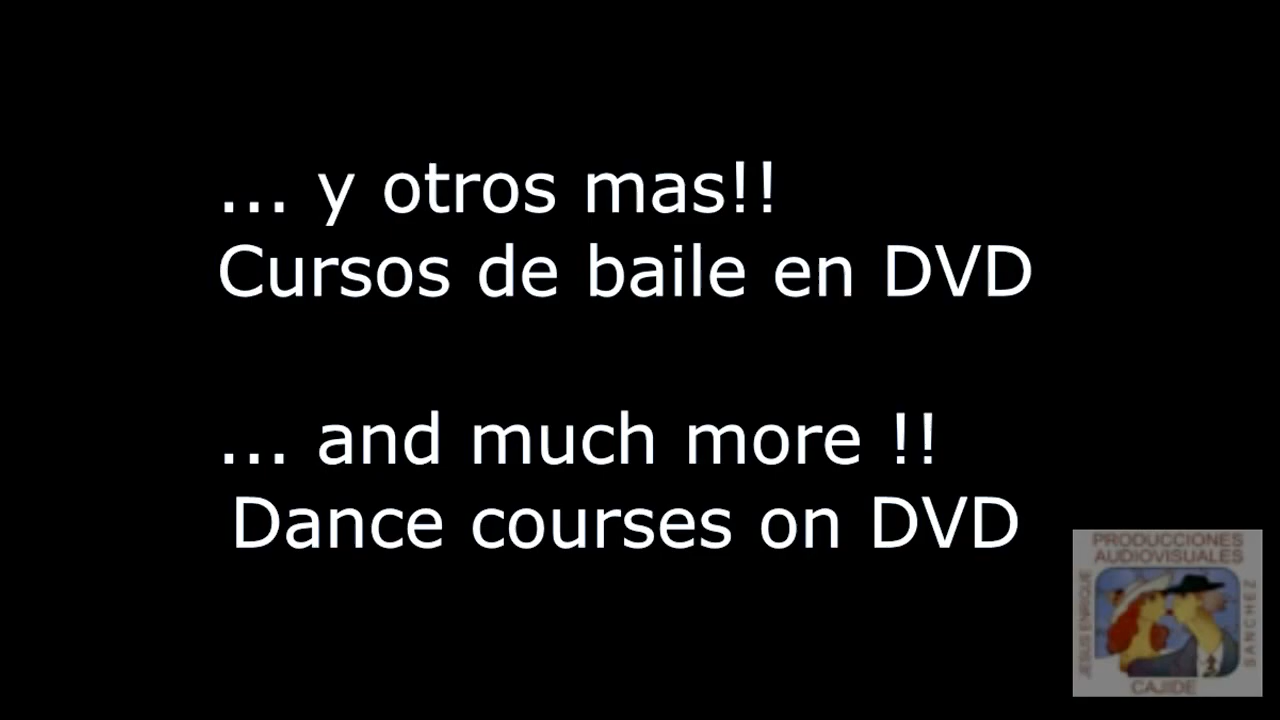 ... y otros mas!!
Cursos de baile en DVD
... and much more !!
Dance courses on DVD
PRODUCCIONES
AUDIOVISUALES
JESUS ENRIQUE
SANCHEZ
CAJIDE